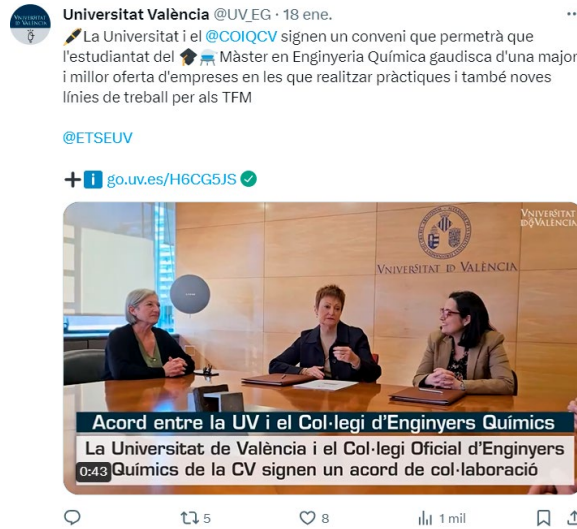 Universitat València @UV_EG · 18 ene.
La Universitat i el @COIQCV signen un conveni que permetrà que
l'estudiantat del Màster en Enginyeria Química gaudisca d'una major
i millor oferta d'empreses en les que realitzar pràctiques i també noves
línies de treball per als TFM
@ETSEUV
go.uv.es/H6CG5JS
VNIVERSITAT
DE VALÈNCIA
VNIVERSITAT
D VALÈNCIA
VNIVERSITAT D VALÈNCIA
Acord entre la UV i el Col·legi d'Enginyers Químics
La Universitat de València i el Col·legi Oficial d'Enginyers
0:43 Químics de la CV signen un acord de col·laboració
5 8 1 mil